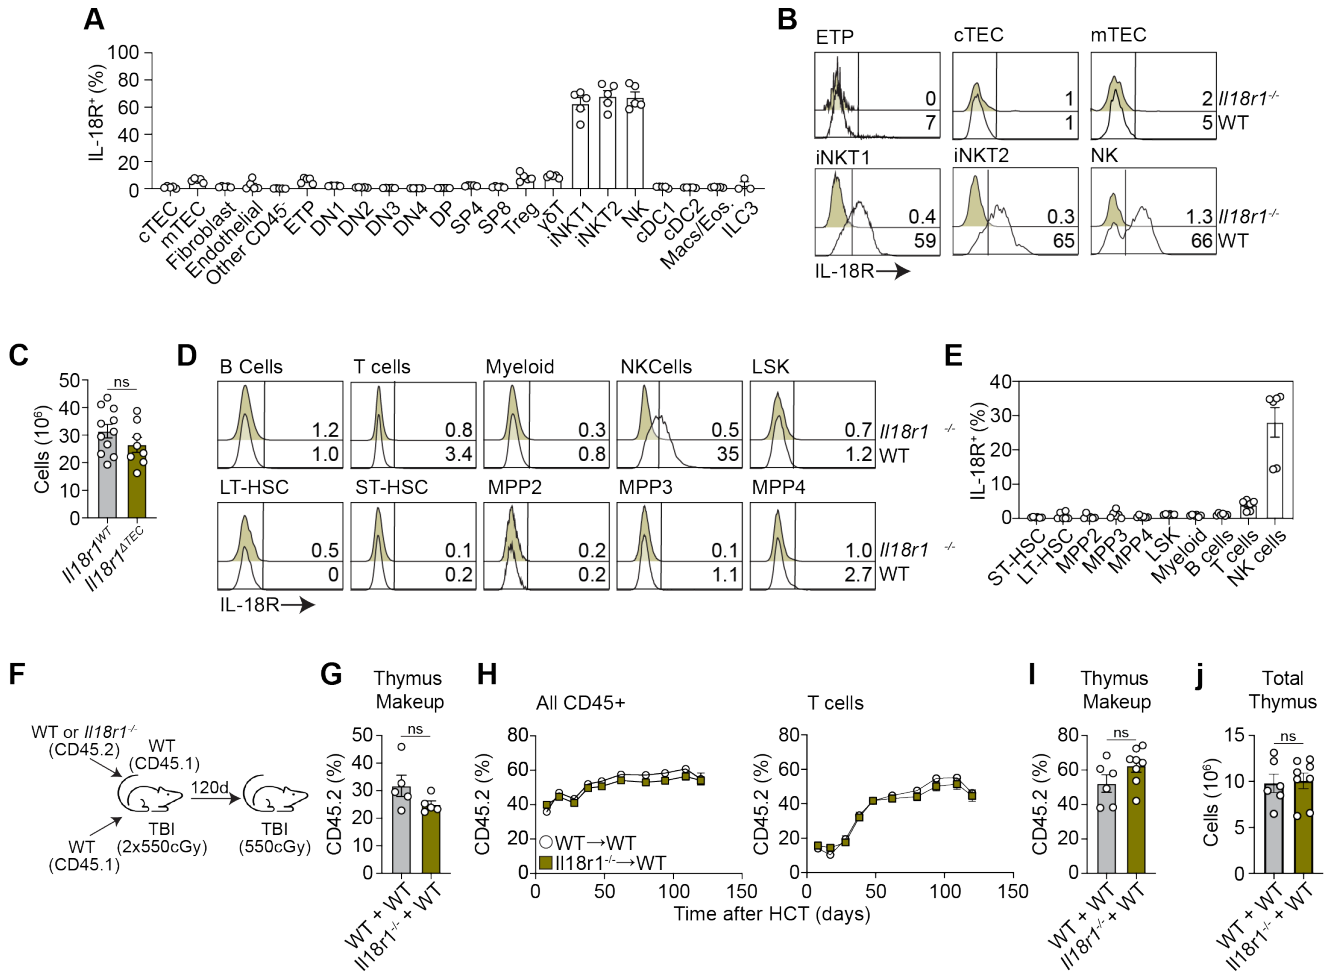 A
IL-18R⁺ (%)
100
80
60
40
20
0
cTEC
mTEC
Fibroblast
Endothelial
Other CD45⁻
ETP
DN1
DN2
DN3
DN4
DP
SP4
SP8
Treg
γδT
iNKT1
iNKT2
NK
cDC1
cDC2
Macs/Eos.
ILC3
B
ETP
cTEC
mTEC
0
1
2
Il18r1⁻/⁻
7
1
5
WT
iNKT1
iNKT2
NK
0.4
0.3
1.3
Il18r1⁻/⁻
59
65
66
WT
IL-18R
C
Cells (10⁶)
50
40
30
20
10
0
ns
Il18r1ᵂᵀ
Il18r1ΔTEC
D
B Cells
T cells
Myeloid
NKCells
LSK
1.2
0.8
0.3
0.5
0.7
Il18r1 -/-
1.0
3.4
0.8
35
1.2
WT
LT-HSC
ST-HSC
MPP2
MPP3
MPP4
0.5
0.1
0.2
0.1
1.0
Il18r1 -/-
0
0.2
0.2
1.1
2.7
WT
IL-18R
E
IL-18R⁺ (%)
40
30
20
10
0
ST-HSC
LT-HSC
MPP2
MPP3
MPP4
LSK
Myeloid
B cells
T cells
NK cells
F
WT or Il18r1⁻/⁻
(CD45.2)
WT
(CD45.1)
120d
WT
(CD45.1)
TBI
(2x550cGy)
TBI
(550cGy)
G
Thymus
Makeup
CD45.2 (%)
50
40
30
20
10
0
ns
WT + WT
Il18r1⁻/⁻ + WT
H
All CD45+
CD45.2 (%)
80
60
40
20
0
WT→WT
Il18r1⁻/⁻→WT
0
50
100
150
T cells
CD45.2 (%)
80
60
40
20
0
0
50
100
150
Time after HCT (days)
I
Thymus
Makeup
CD45.2 (%)
80
60
40
20
0
ns
WT + WT
Il18r1⁻/⁻ + WT
j
Total
Thymus
Cells (10⁶)
15
10
5
0
ns
WT + WT
Il18r1⁻/⁻ + WT